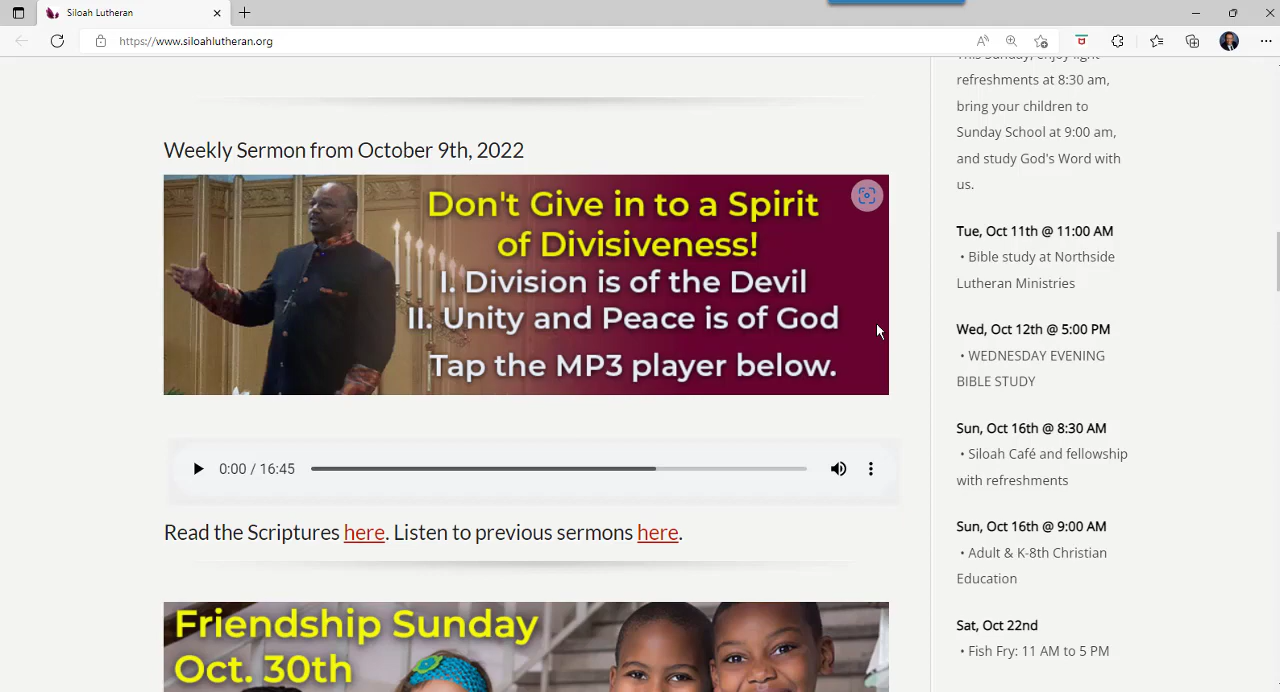 Siloah Lutheran
https://www.siloahlutheran.org
Weekly Sermon from October 9th, 2022
Don't Give in to a Spirit
of Divisiveness!
I. Division is of the Devil
II. Unity and Peace is of God
Tap the MP3 player below.
0:00 / 16:45
Read the Scriptures here. Listen to previous sermons here.
Friendship Sunday
Oct. 30th
This Sunday, enjoy light
refreshments at 8:30 am,
bring your children to
Sunday School at 9:00 am,
and study God's Word with
us.
Tue, Oct 11th @ 11:00 AM
• Bible study at Northside
Lutheran Ministries
Wed, Oct 12th @ 5:00 PM
• WEDNESDAY EVENING
BIBLE STUDY
Sun, Oct 16th @ 8:30 AM
• Siloah Café and fellowship
with refreshments
Sun, Oct 16th @ 9:00 AM
• Adult & K-8th Christian
Education
Sat, Oct 22nd
• Fish Fry: 11 AM to 5 PM